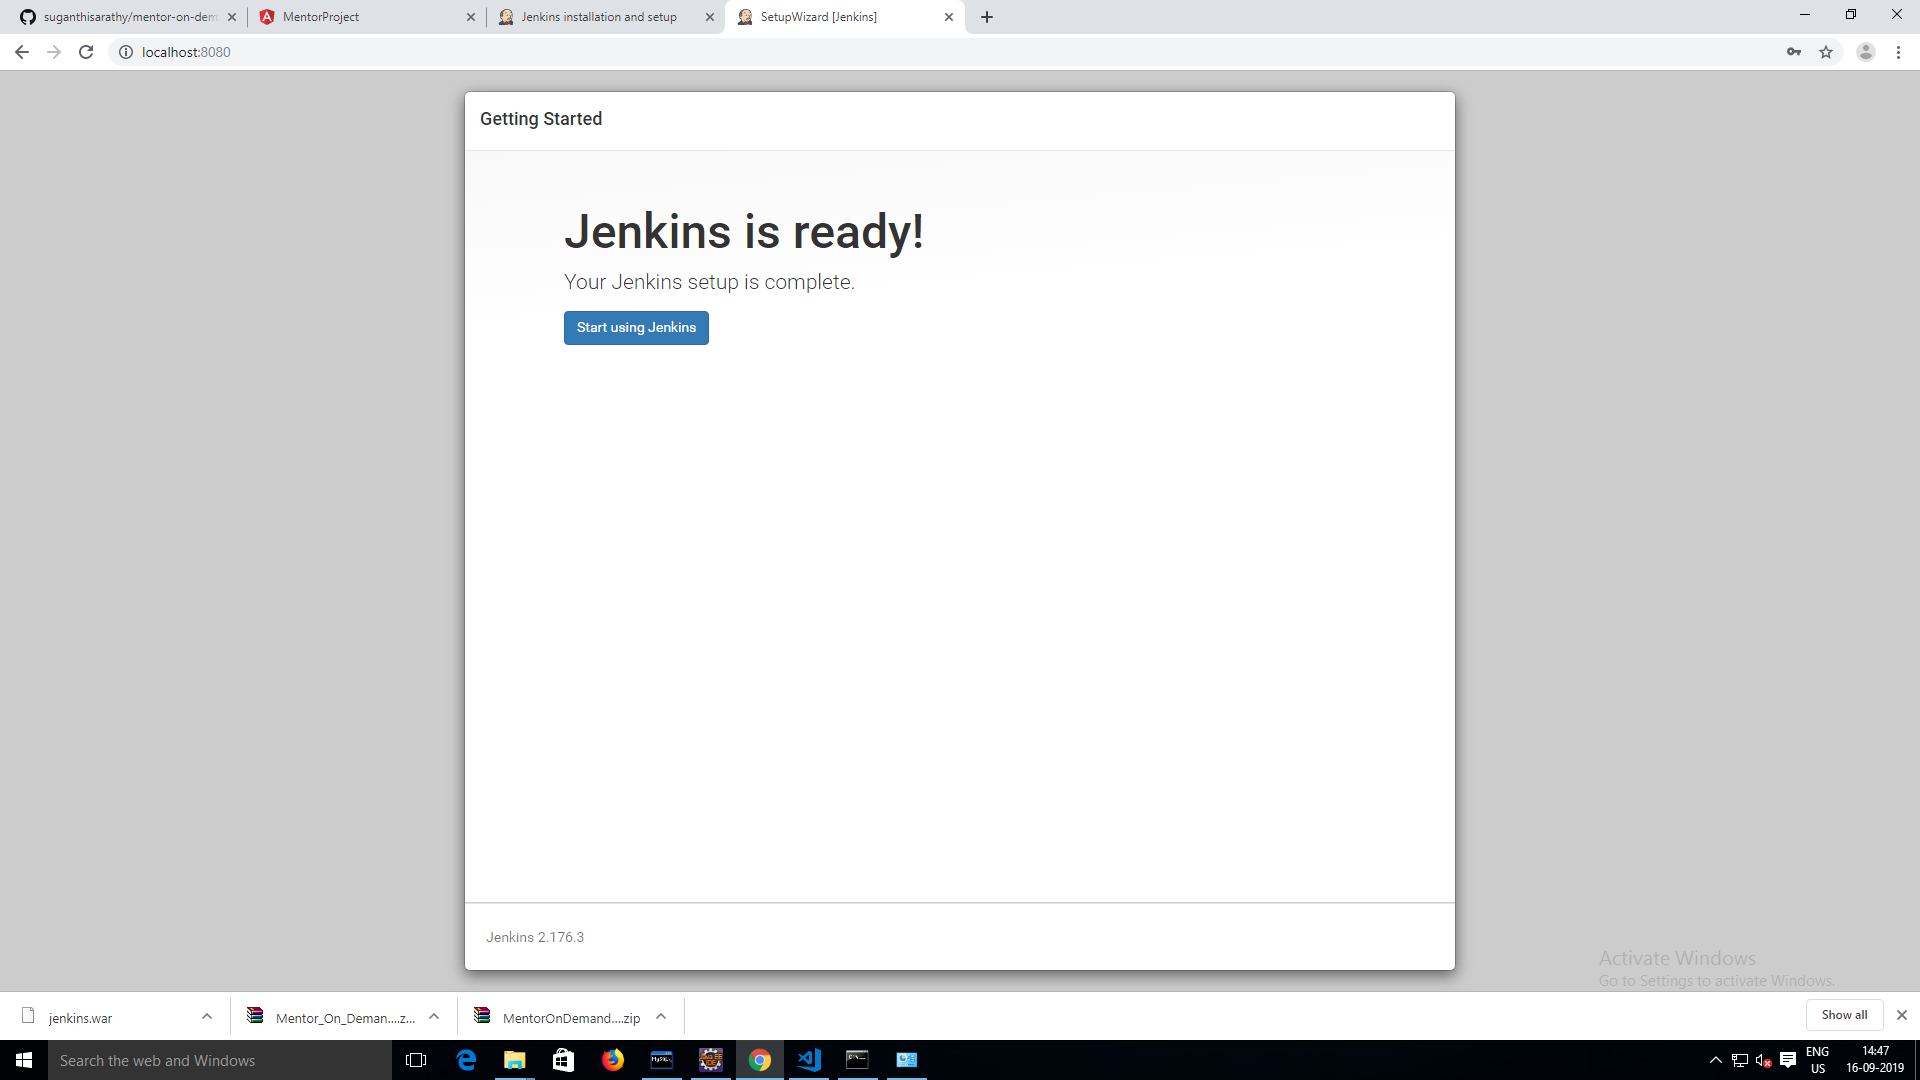 suganthisarathy/mentor-on-dem
MentorProject
Jenkins installation and setup
SetupWizard [Jenkins]
localhost:8080
Getting Started
Jenkins is ready!
Your Jenkins setup is complete.
Start using Jenkins
Jenkins 2.176.3
Activate Windows
Go to Settings to activate Windows.
jenkins.war
Mentor_On_Deman....z...
MentorOnDemand....zip
Show all
Search the web and Windows
ENG
US
14:47
16-09-2019